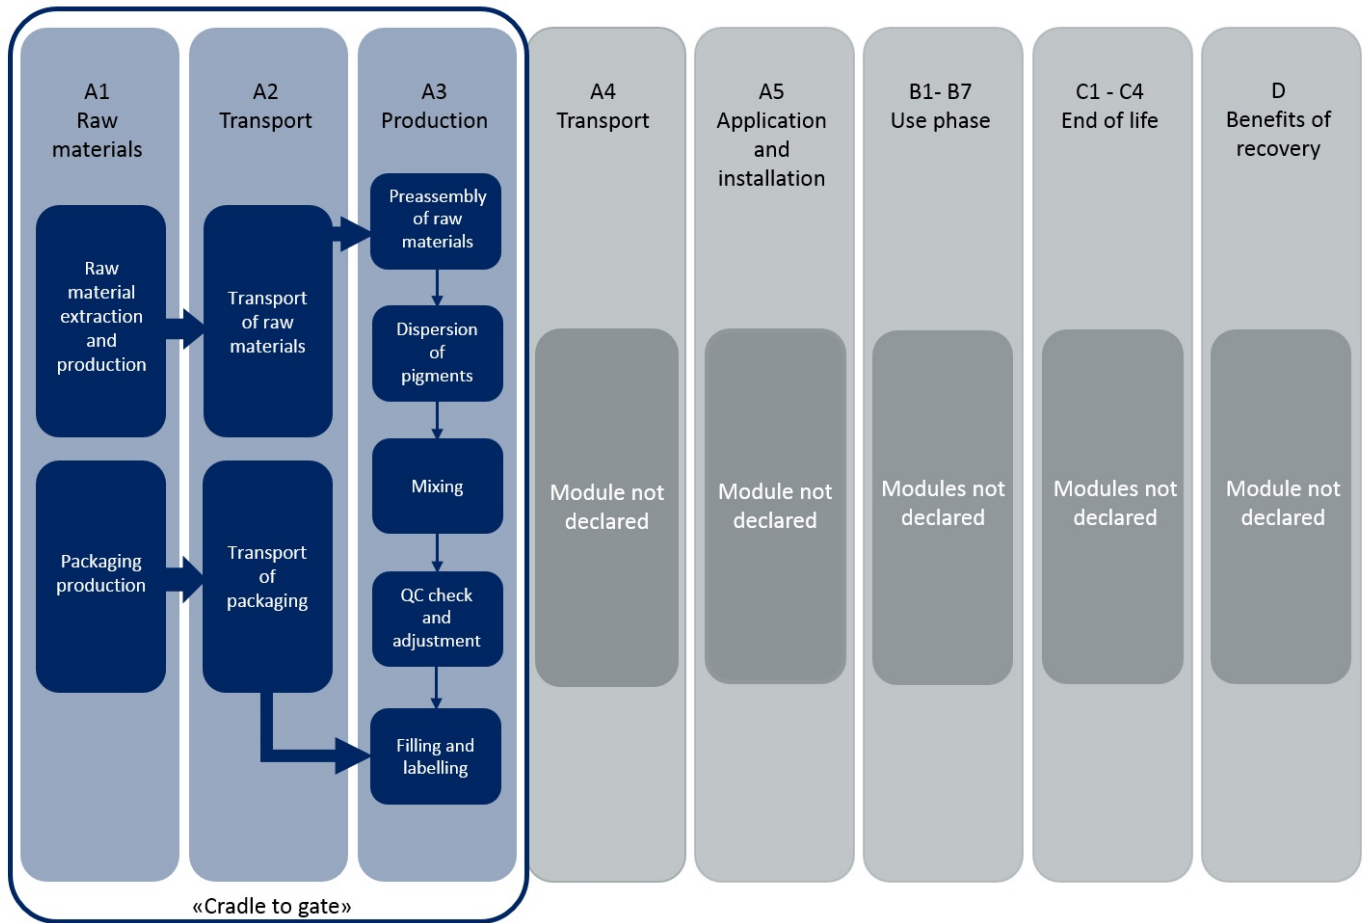 A1
Raw
materials
Raw
material
extraction
and
production
Packaging
production
A2
Transport
Transport
of raw
materials
Transport
of
packaging
A3
Production
Preassembly
of raw
materials
Dispersion
of
pigments
Mixing
QC check
and
adjustment
Filling and
labelling
«Cradle to gate»
A4
Transport
Module not
declared
A5
Application
and
installation
Module not
declared
B1- B7
Use phase
Modules not
declared
C1 - C4
End of life
Modules not
declared
D
Benefits of
recovery
Module not
declared